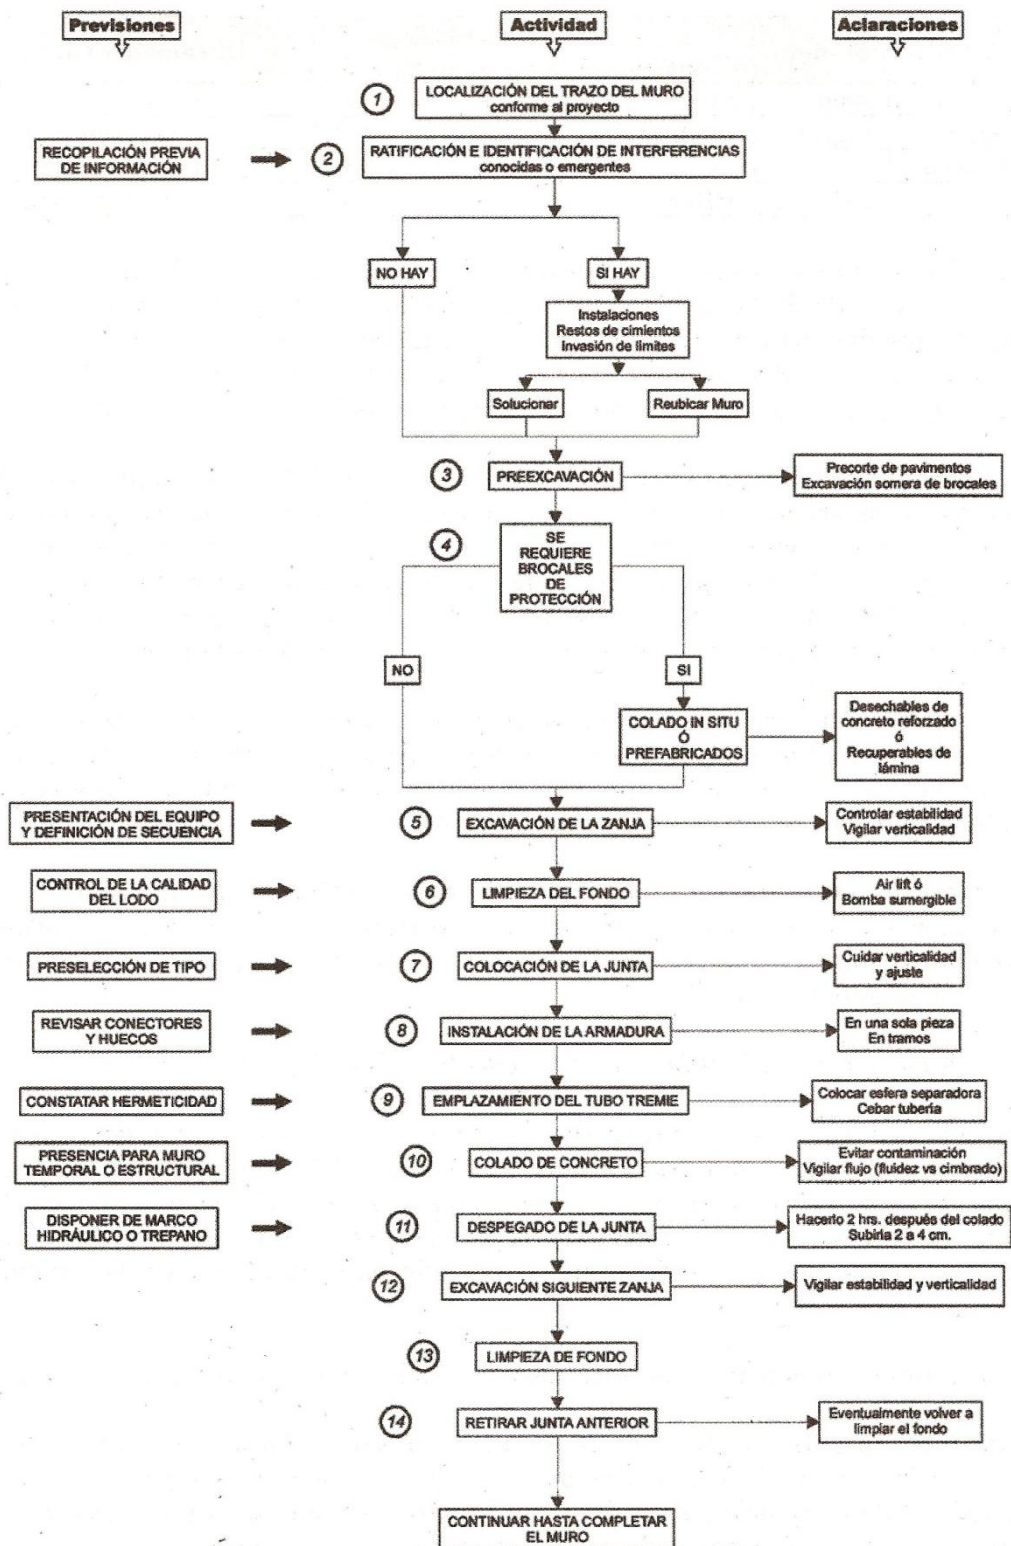 Previsiones
Actividad
Aclaraciones
1
LOCALIZACIÓN DEL TRAZO DEL MURO
conforme al proyecto
RECOPILACIÓN PREVIA
DE INFORMACIÓN
2
RATIFICACIÓN E IDENTIFICACIÓN DE INTERFERENCIAS
conocidas o emergentes
NO HAY
SI HAY
Instalaciones
Restos de cimientos
Invasión de limites
Solucionar
Reubicar Muro
3
PREEXCAVACIÓN
Precorte de pavimentos
Excavación somera de brocales
4
SE
REQUIERE
BROCALES
DE
PROTECCIÓN
NO
SI
COLADO IN SITU
Ó
PREFABRICADOS
Desechables de
concreto reforzado
ó
Recuperables de
lámina
PRESENTACIÓN DEL EQUIPO
Y DEFINICIÓN DE SECUENCIA
5
EXCAVACIÓN DE LA ZANJA
Controlar estabilidad
Vigilar verticalidad
CONTROL DE LA CALIDAD
DEL LODO
6
LIMPIEZA DEL FONDO
Air lift ó
Bomba sumergible
PRESELECCIÓN DE TIPO
7
COLOCACIÓN DE LA JUNTA
Cuidar verticalidad
y ajuste
REVISAR CONECTORES
Y HUECOS
8
INSTALACIÓN DE LA ARMADURA
En una sola pieza
En tramos
CONSTATAR HERMETICIDAD
9
EMPLAZAMIENTO DEL TUBO TREMIE
Colocar esfera separadora
Cebar tubería
PRESENCIA PARA MURO
TEMPORAL O ESTRUCTURAL
10
COLADO DE CONCRETO
Evitar contaminación
Vigilar flujo (fluidez vs cimbrado)
DISPONER DE MARCO
HIDRÁULICO O TREPANO
11
DESPEGADO DE LA JUNTA
Hacerlo 2 hrs. después del colado
Subirla 2 a 4 cm.
12
EXCAVACIÓN SIGUIENTE ZANJA
Vigilar estabilidad y verticalidad
13
LIMPIEZA DE FONDO
14
RETIRAR JUNTA ANTERIOR
Eventualmente volver a
limpiar el fondo
CONTINUAR HASTA COMPLETAR
EL MURO